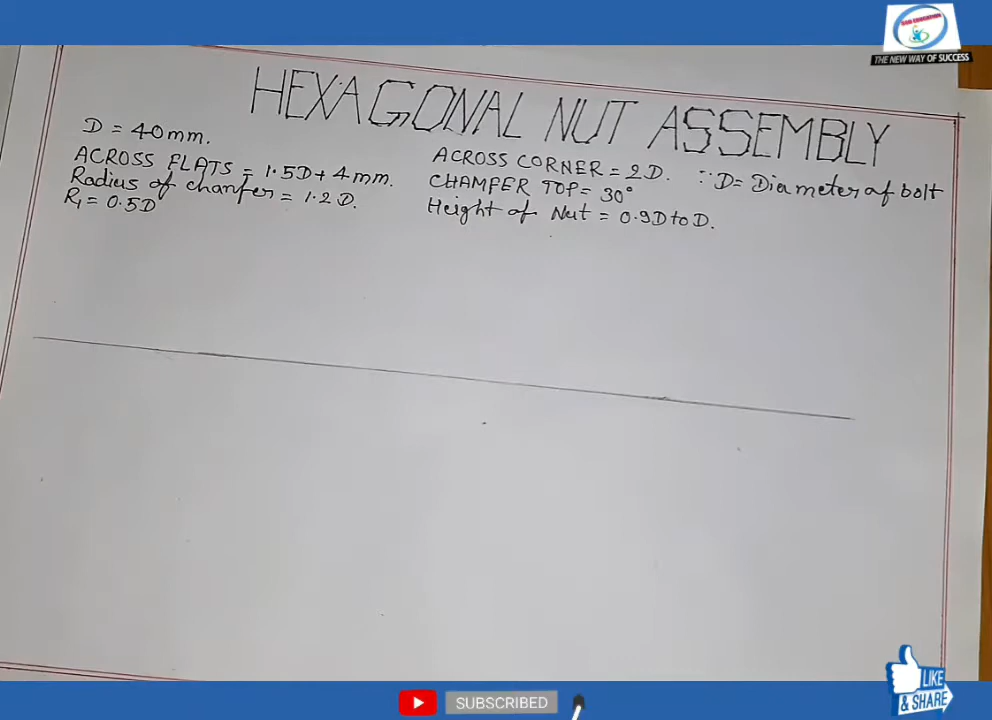 HEXAGONAL NUT ASSEMBLY
D = 40mm.
ACROSS FLATS = 1.5D + 4mm.
Radius of chamfer = 1.2D.
R1 = 0.5D
ACROSS CORNER = 2D. ∵ D = Diameter of bolt
CHAMFER TOP = 30°
Height of Nut = 0.9D to D.
THE NEW WAY OF SUCCESS
LIKE
& SHARE
SUBSCRIBED